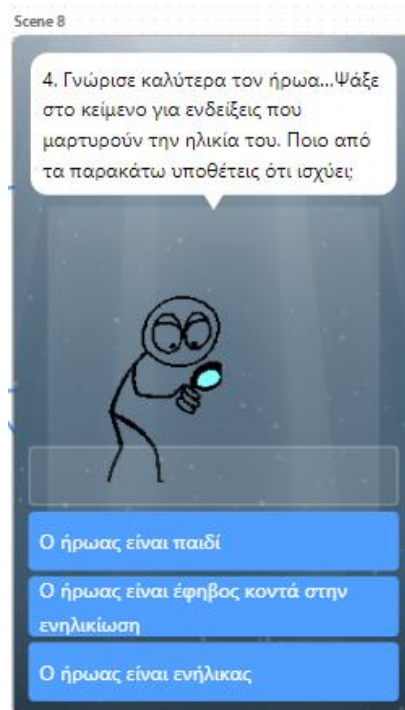 Scene 8
4. Γνώρισε καλύτερα τον ήρωα...Ψάξε
στο κείμενο για ενδείξεις που
μαρτυρούν την ηλικία του. Ποιο από
τα παρακάτω υποθέτεις ότι ισχύει;
Ο ήρωας είναι παιδί
Ο ήρωας είναι έφηβος κοντά στην
ενηλικίωση
Ο ήρωας είναι ενήλικας